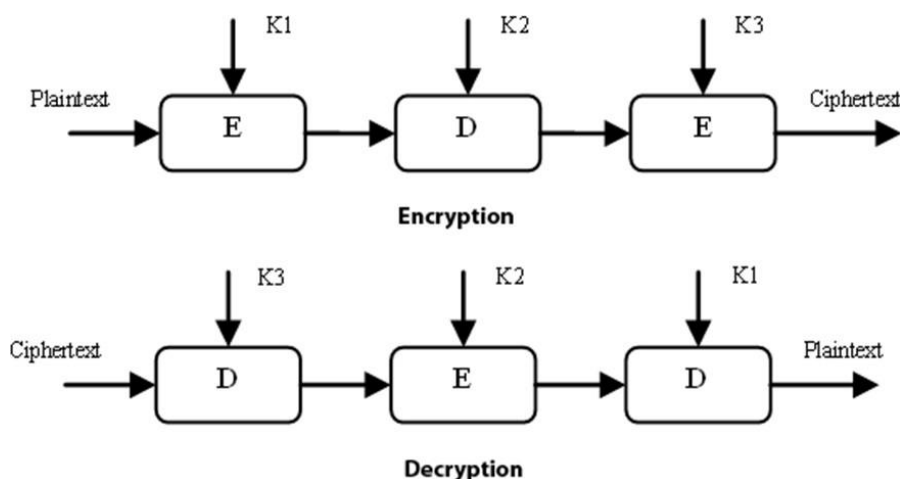 K1 K2 K3
Plaintext Ciphertext
E D E
Encryption
K3 K2 K1
Ciphertext Plaintext
D E D
Decryption